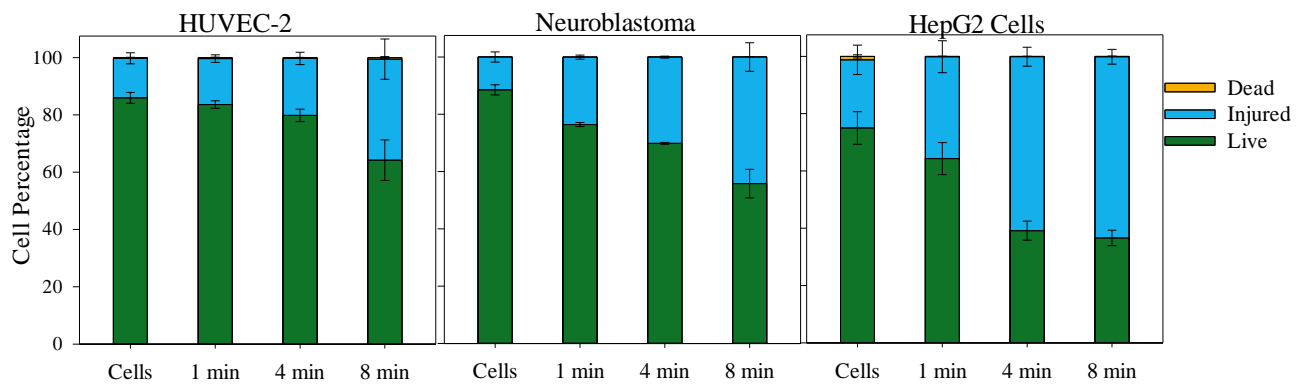 HUVEC-2
Neuroblastoma
HepG2 Cells
Cell Percentage
100
80
60
40
20
0
Cells 1 min 4 min 8 min
Cells 1 min 4 min 8 min
Cells 1 min 4 min 8 min
Dead
Injured
Live